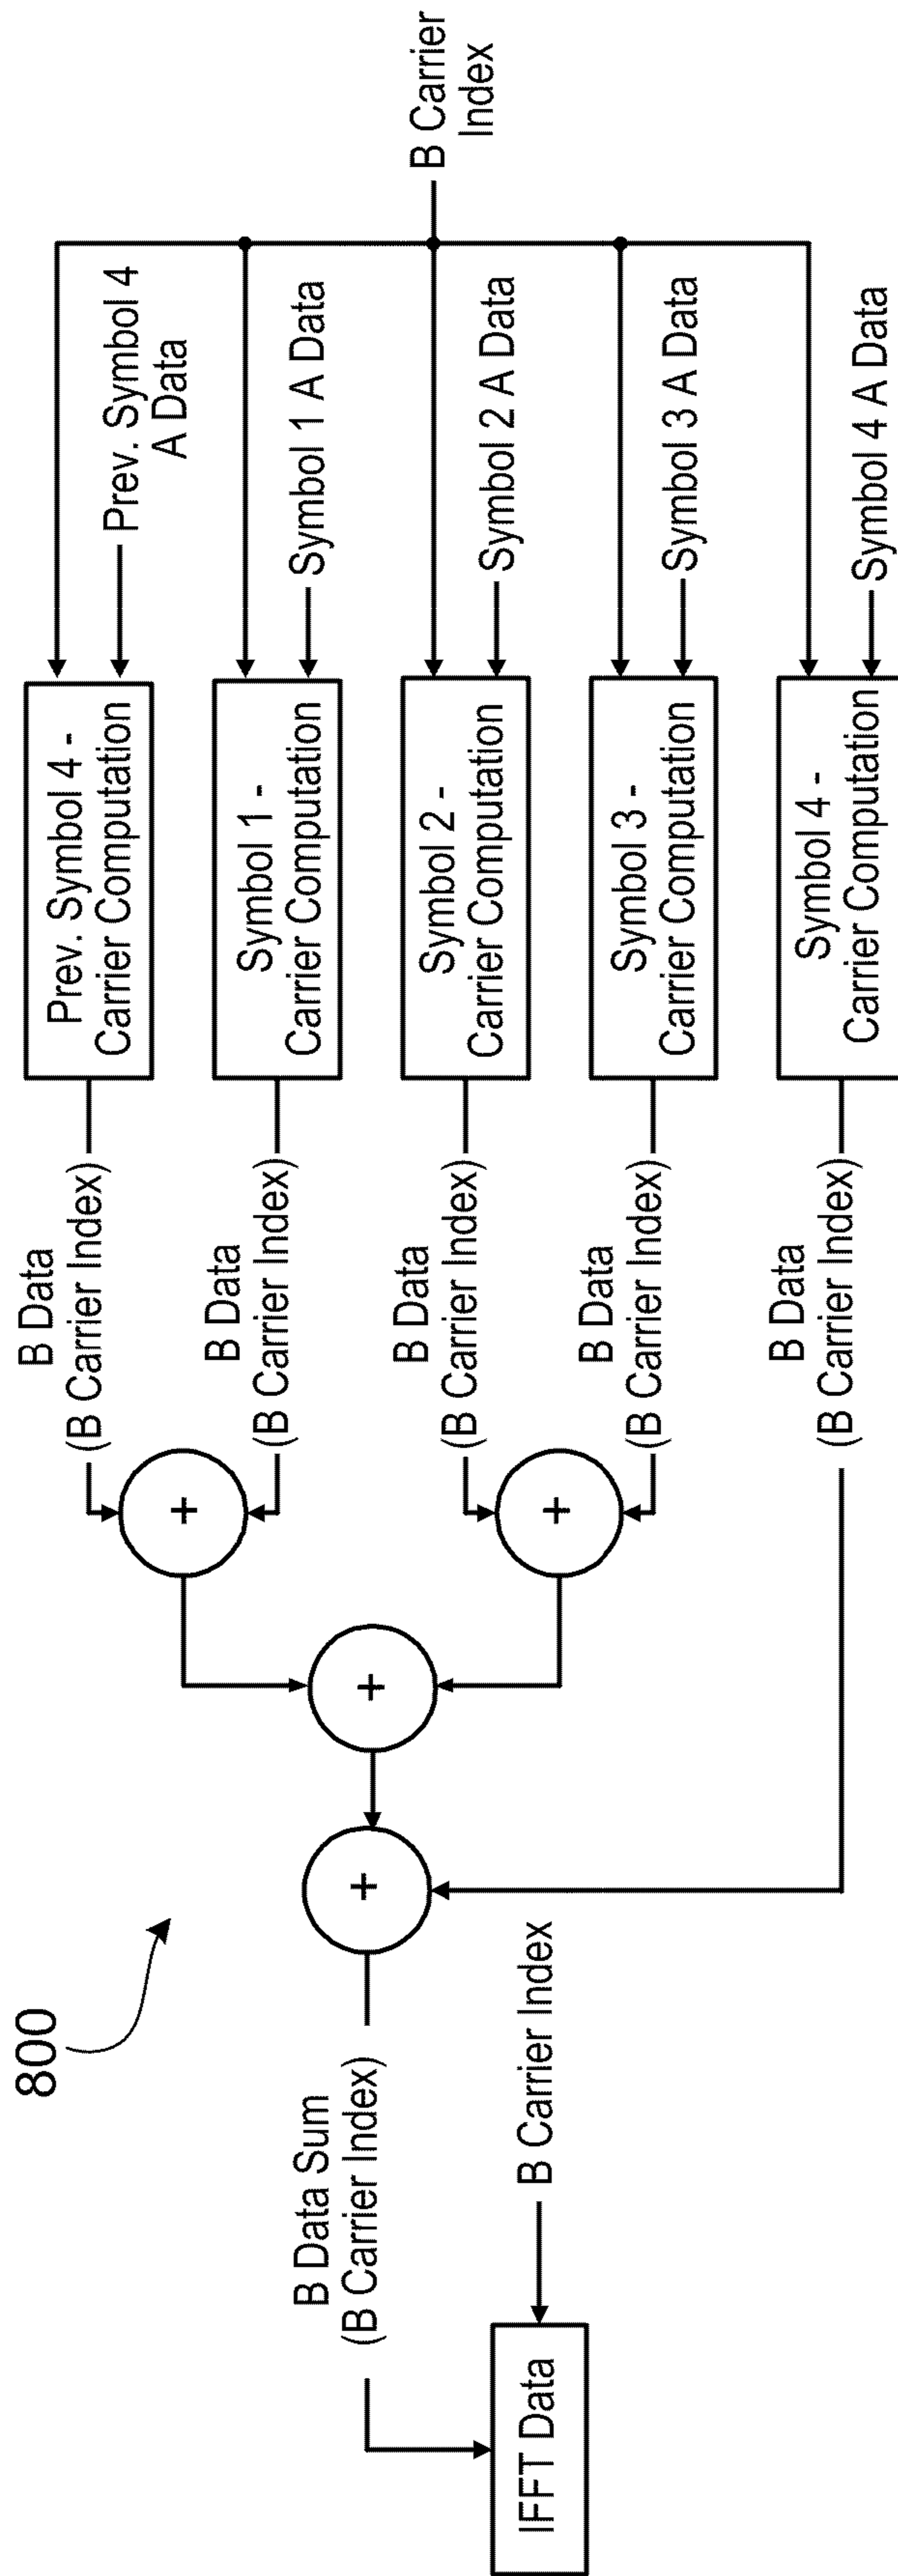 800
B Carrier
Index
Prev. Symbol 4
A Data
Symbol 1 A Data
Symbol 2 A Data
Symbol 3 A Data
Symbol 4 A Data
Prev. Symbol 4 -
Carrier Computation
Symbol 1 -
Carrier Computation
Symbol 2 -
Carrier Computation
Symbol 3 -
Carrier Computation
Symbol 4 -
Carrier Computation
B Data
(B Carrier Index)
B Data
(B Carrier Index)
B Data
(B Carrier Index)
B Data
(B Carrier Index)
B Data
(B Carrier Index)
+
+
+
+
B Data Sum
(B Carrier Index)
B Carrier Index
IFFT Data